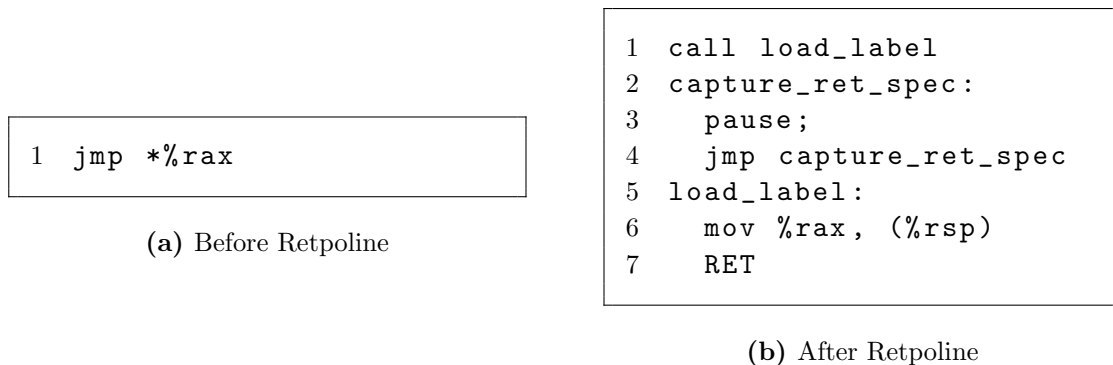 1 jmp *%rax
(a) Before Retpoline
1 call load_label
2 capture_ret_spec:
3 pause;
4 jmp capture_ret_spec
5 load_label:
6 mov %rax, (%rsp)
7 RET
(b) After Retpoline